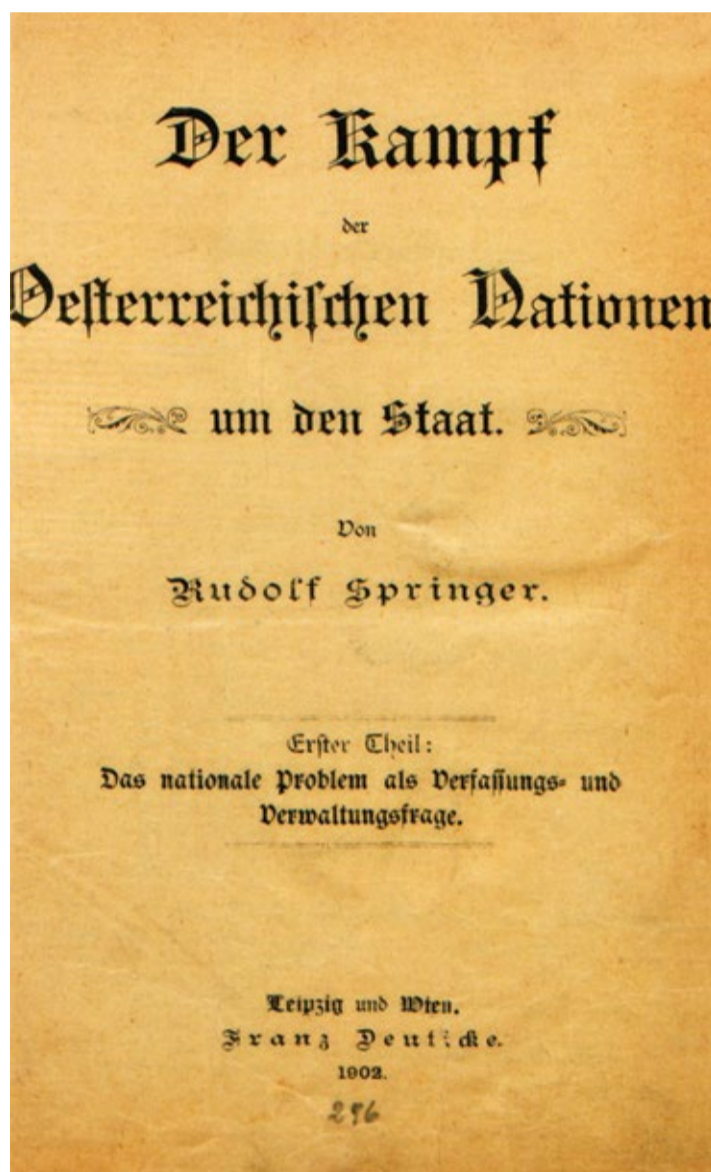 Der Kampf
der
Oesterreichischen Nationen
um den Staat.
Von
Rudolf Springer.
Erster Theil:
Das nationale Problem als Verfassungs- und
Verwaltungsfrage.
Leipzig und Wien.
Franz Deuticke.
1902.
296